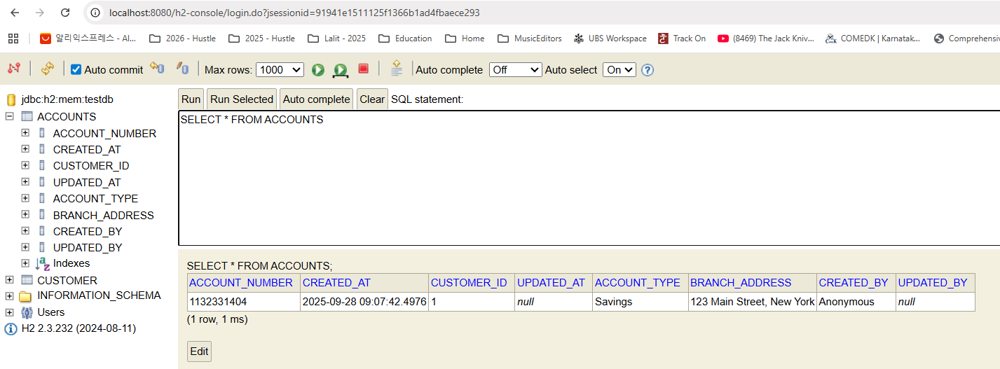 localhost:8080/h2-console/login.do?jsessionid=91941e1511125f1366b1ad4fbaece293
알리익스프레스 - Al... 2026 - Hustle 2025 - Hustle Lalit - 2025 Education Home MusicEditors UBS Workspace Track On (8469) The Jack Kniv... COMEDK | Karnatak... Comprehensiv
Auto commit Max rows: 1000 Auto complete Off Auto select On
jdbc:h2:mem:testdb
ACCOUNTS
ACCOUNT_NUMBER
CREATED_AT
CUSTOMER_ID
UPDATED_AT
ACCOUNT_TYPE
BRANCH_ADDRESS
CREATED_BY
UPDATED_BY
Indexes
CUSTOMER
INFORMATION_SCHEMA
Users
H2 2.3.232 (2024-08-11)
Run Run Selected Auto complete Clear SQL statement:
SELECT * FROM ACCOUNTS
SELECT * FROM ACCOUNTS;
ACCOUNT_NUMBER CREATED_AT CUSTOMER_ID UPDATED_AT ACCOUNT_TYPE BRANCH_ADDRESS CREATED_BY UPDATED_BY
1132331404 2025-09-28 09:07:42.4976 1 null Savings 123 Main Street, New York Anonymous null
(1 row, 1 ms)
Edit